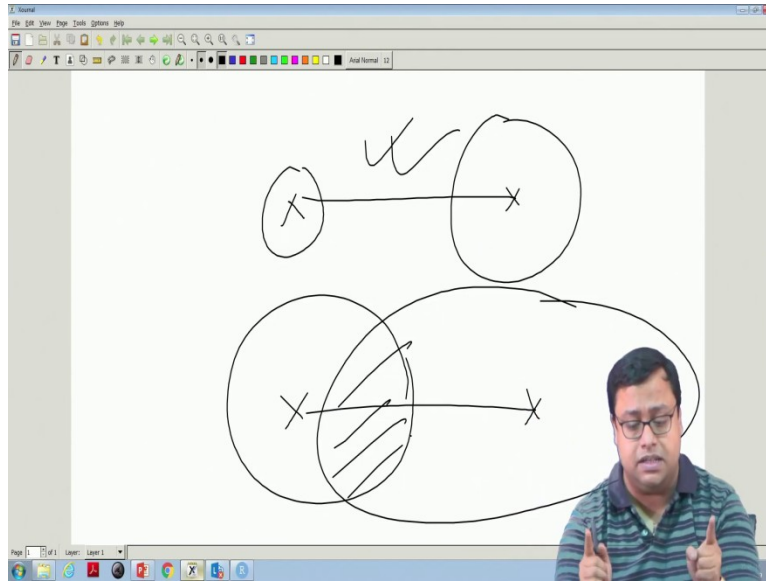 Xournal
File Edit View Page Tools Options Help
T
Arial Normal 12
X X
X X
Page 1 of 1 Layer: Layer 1